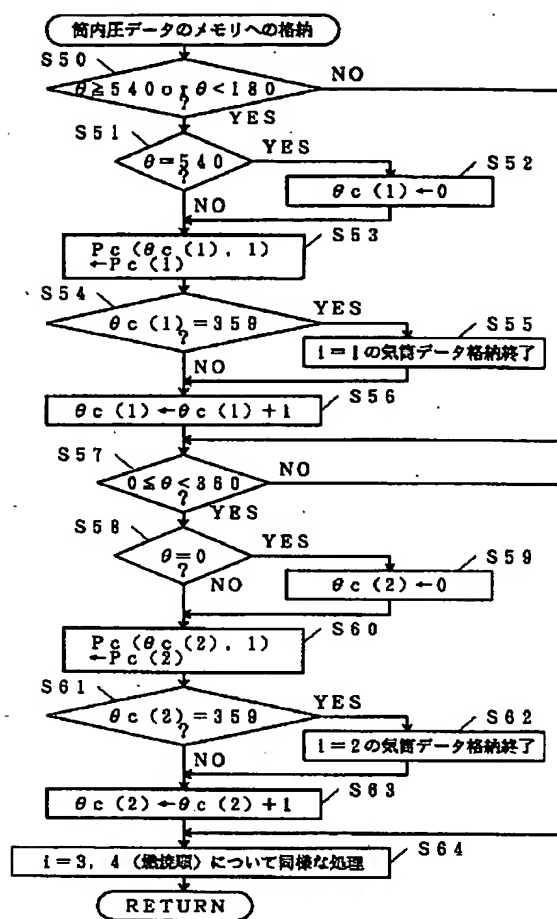 筒内圧データのメモリへの格納
S50
NO
θ≧540 or θ<180
?
YES
S51
YES
θ=540
?
S52
θc(1)←0
NO
S53
Pc(θc(1),1)
←Pc(1)
S54
YES
θc(1)=359
?
S55
i=1の気筒データ格納終了
NO
S56
θc(1)←θc(1)+1
S57
NO
0≦θ<360
?
YES
S58
YES
θ=0
?
S59
θc(2)←0
NO
S60
Pc(θc(2),1)
←Pc(2)
S61
YES
θc(2)=359
?
S62
i=2の気筒データ格納終了
NO
S63
θc(2)←θc(2)+1
S64
i=3,4(燃焼順)について同様な処理
RETURN